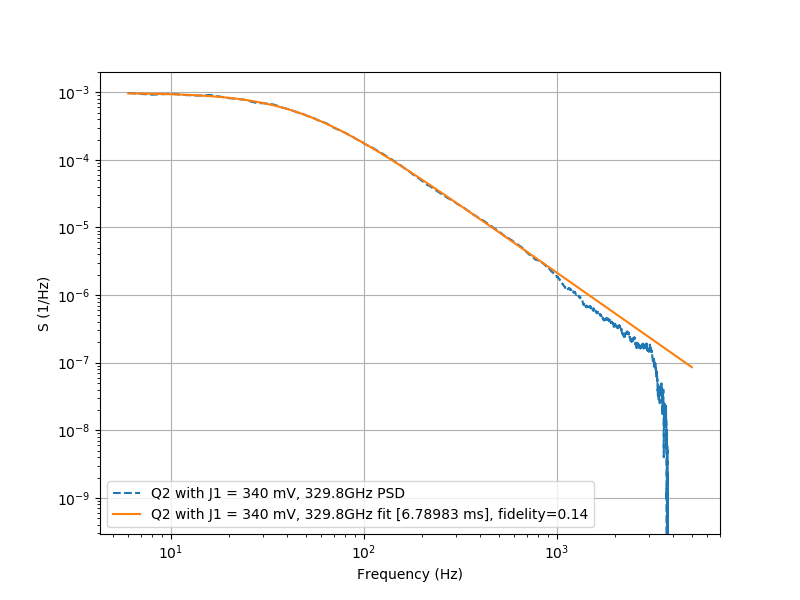 10⁻³
10⁻⁴
10⁻⁵
10⁻⁶
10⁻⁷
10⁻⁸
10⁻⁹
S (1/Hz)
Q2 with J1 = 340 mV, 329.8GHz PSD
Q2 with J1 = 340 mV, 329.8GHz fit [6.78983 ms], fidelity=0.14
10¹ 10² 10³
Frequency (Hz)